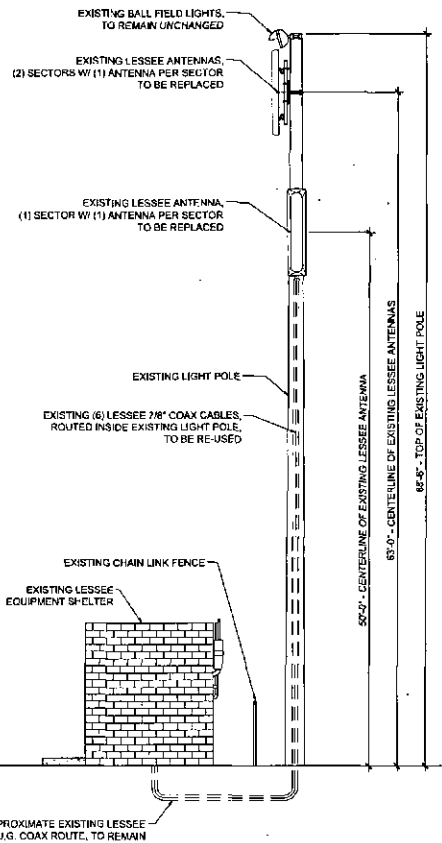 EXISTING BALL FIELD LIGHTS,
TO REMAIN UNCHANGED
EXISTING LESSEE ANTENNAS,
(2) SECTORS W/ (1) ANTENNA PER SECTOR
TO BE REPLACED
EXISTING LESSEE ANTENNA,
(1) SECTOR W/ (1) ANTENNA PER SECTOR
TO BE REPLACED
EXISTING LIGHT POLE
EXISTING (6) LESSEE 7/8" COAX CABLES,
ROUTED INSIDE EXISTING LIGHT POLE,
TO BE RE-USED
EXISTING CHAIN LINK FENCE
EXISTING LESSEE
EQUIPMENT SHELTER
50'-0" - CENTERLINE OF EXISTING LESSEE ANTENNA
63'-0" - CENTERLINE OF EXISTING LESSEE ANTENNAS
TOP OF EXISTING LIGHT POLE
PROXIMATE EXISTING LESSEE
U.G. COAX ROUTE, TO REMAIN